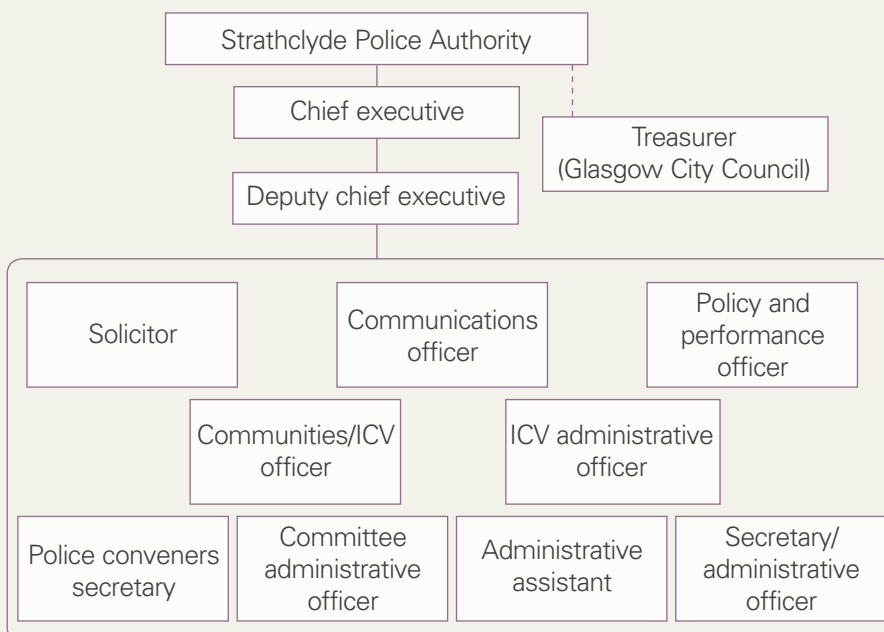 Strathclyde Police Authority
Chief executive
Treasurer
(Glasgow City Council)
Deputy chief executive
Solicitor
Communications
officer
Policy and
performance
officer
Communities/ICV
officer
ICV administrative
officer
Police conveners
secretary
Committee
administrative
officer
Administrative
assistant
Secretary/
administrative officer